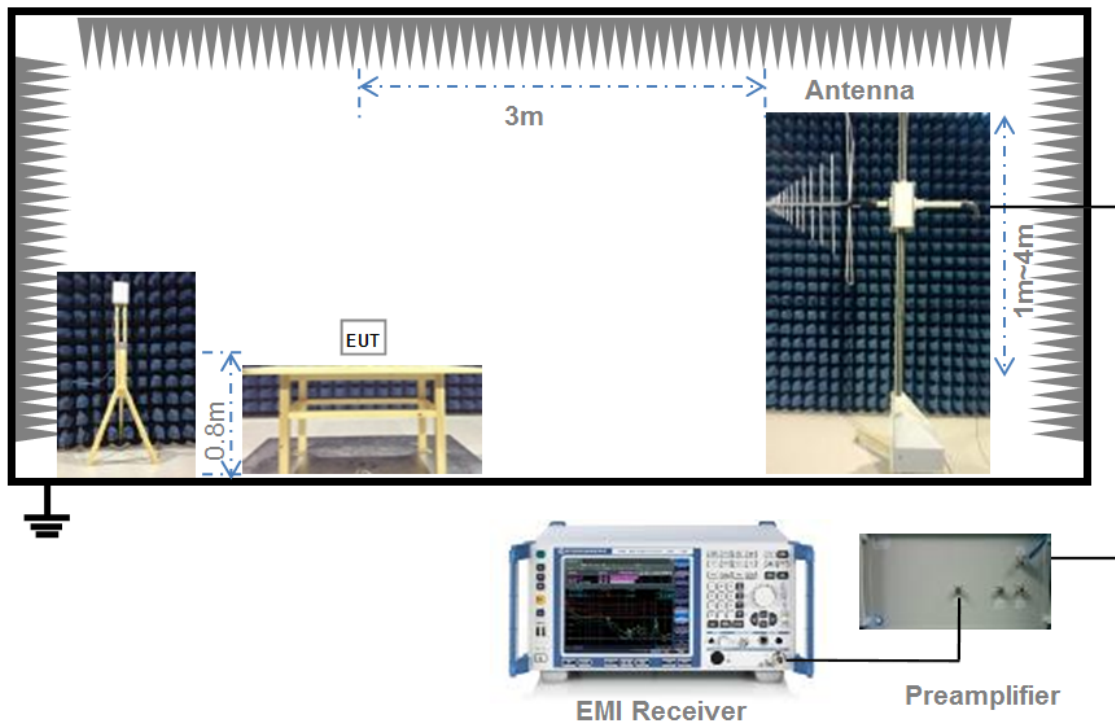 Antenna
3m
1m~4m
EUT
0.8m
EMI Receiver
Preamplifier